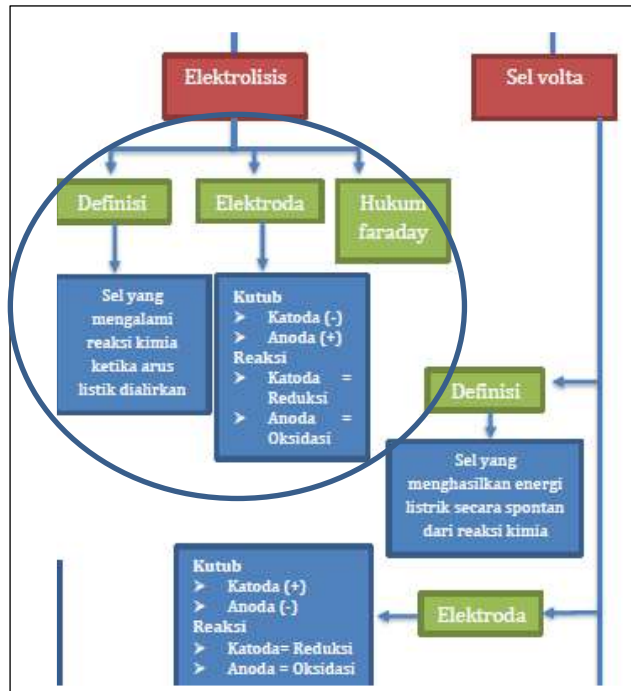 Elektrolisis
Sel volta
Definisi
Elektroda
Hukum
faraday
Sel yang
mengalami
reaksi kimia
ketika arus
listik dialirkan
Kutub
➤ Katoda (-)
➤ Anoda (+)
Reaksi
➤ Katoda =
Reduksi
➤ Anoda =
Oksidasi
Definisi
Sel yang
menghasilkan energi
listrik secara spontan
dari reaksi kimia
Elektroda
Kutub
➤ Katoda (+)
➤ Anoda (-)
Reaksi
➤ Katoda= Reduksi
➤ Anoda = Oksidasi